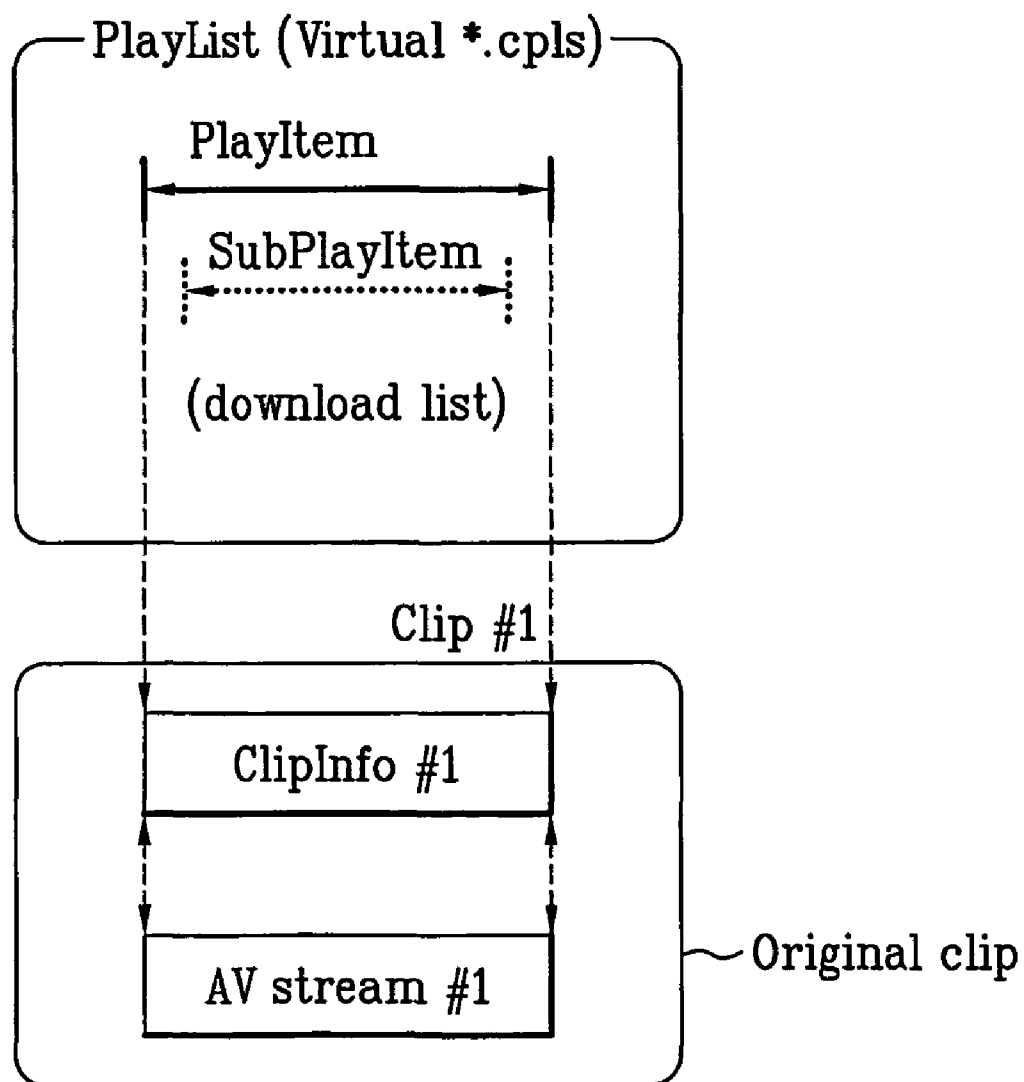 PlayList (Virtual *.cpls)
PlayItem
SubPlayItem
(download list)
Clip #1
ClipInfo #1
AV stream #1
Original clip